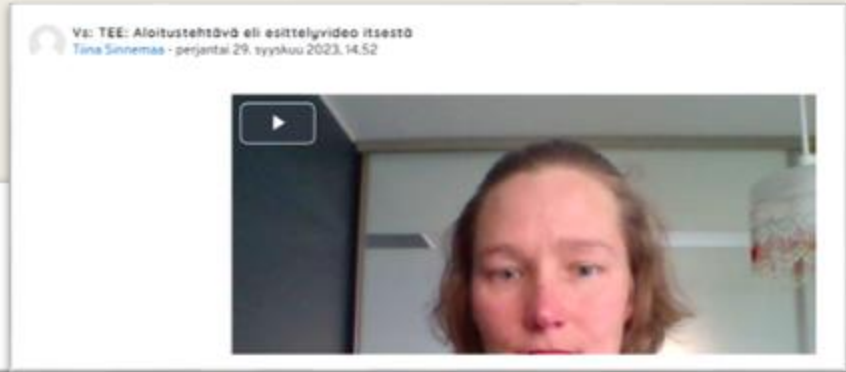 Vs: TEE: Aloitustehtävä eli esittelyvideo itsestä
Tiina Sinnemaa - perjantai 29. syyskuu 2023, 14.52